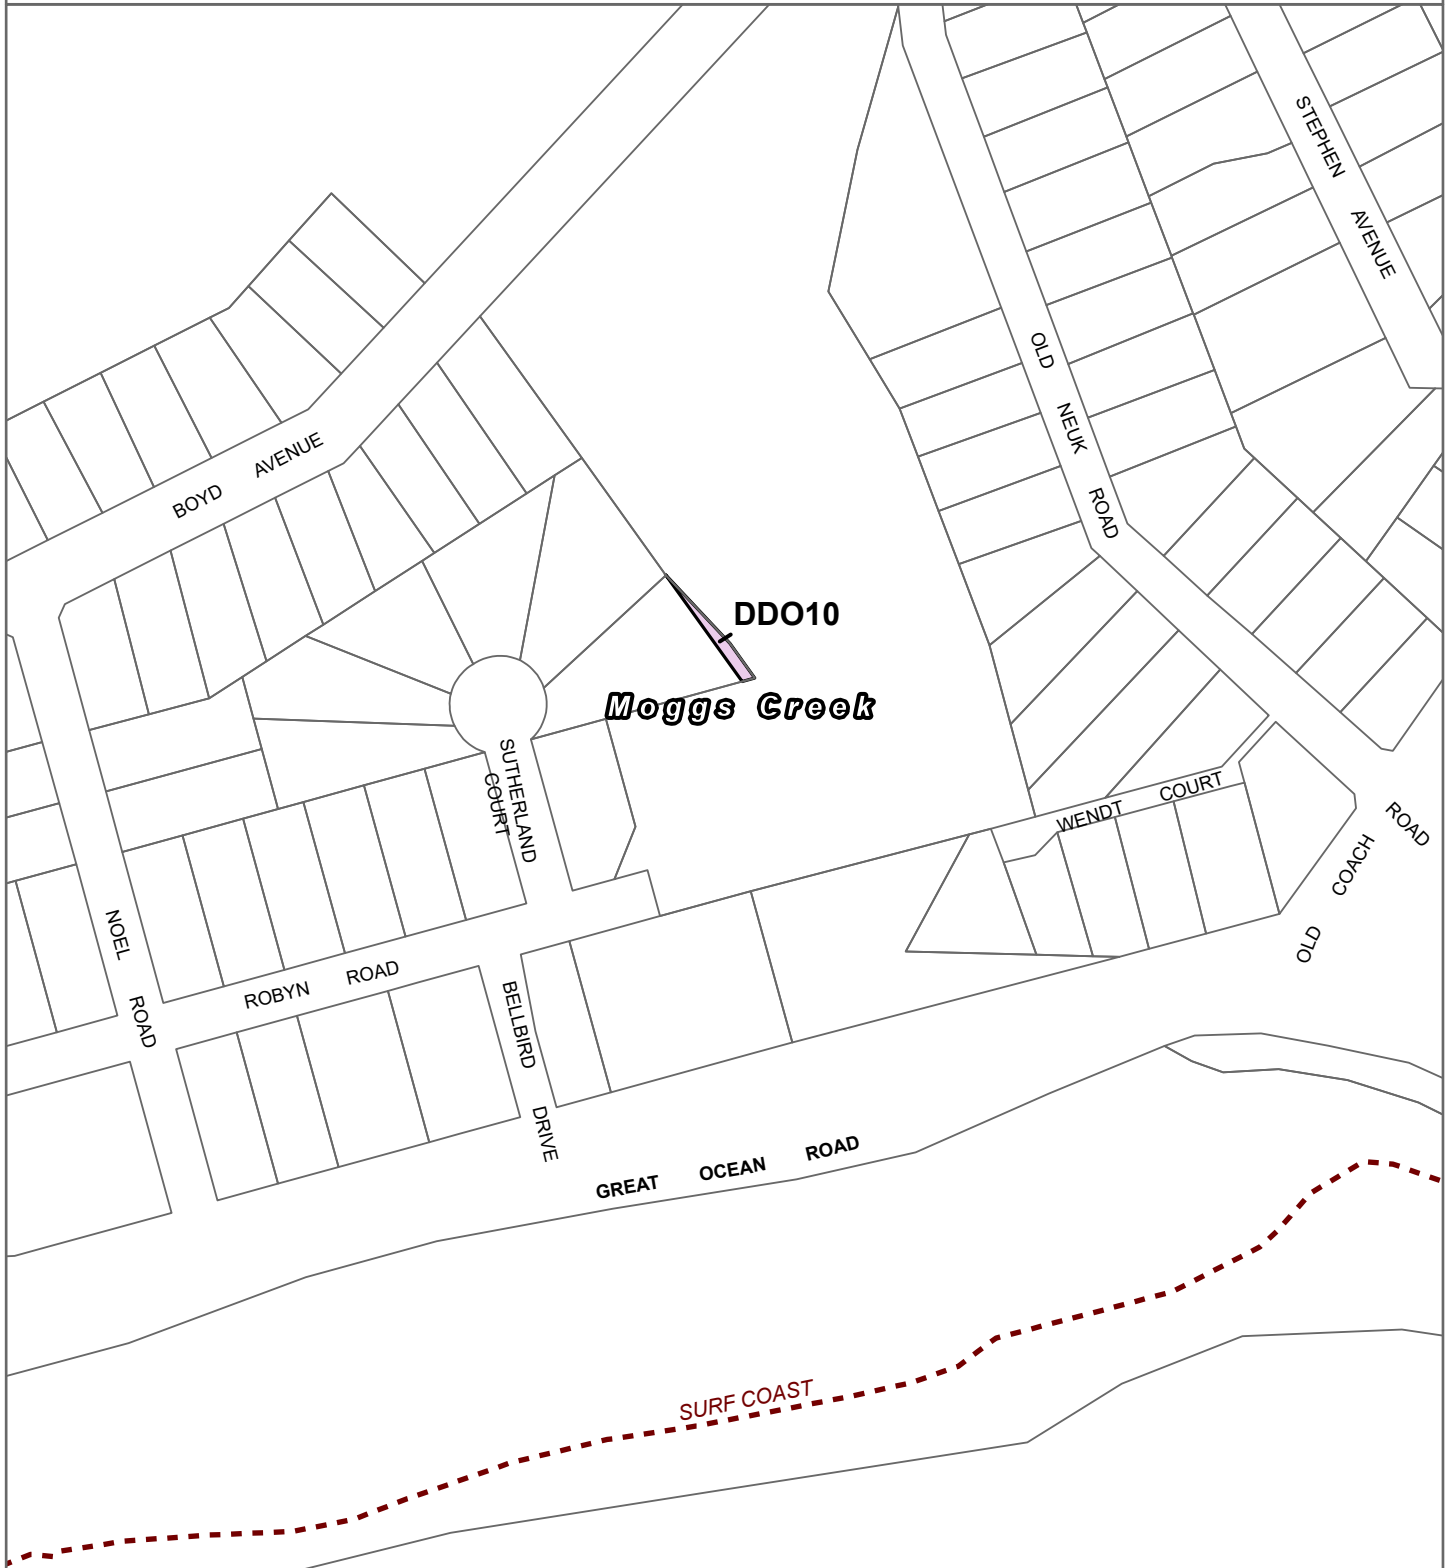 STEPHEN AVENUE
OLD NEUK ROAD
BOYD AVENUE
DDO10
Moggs Creek
SUTHERLAND
COURT
WENDT COURT
OLD COACH ROAD
NOEL ROAD
ROBYN ROAD
BELLBIRD DRIVE
GREAT OCEAN ROAD
SURF COAST